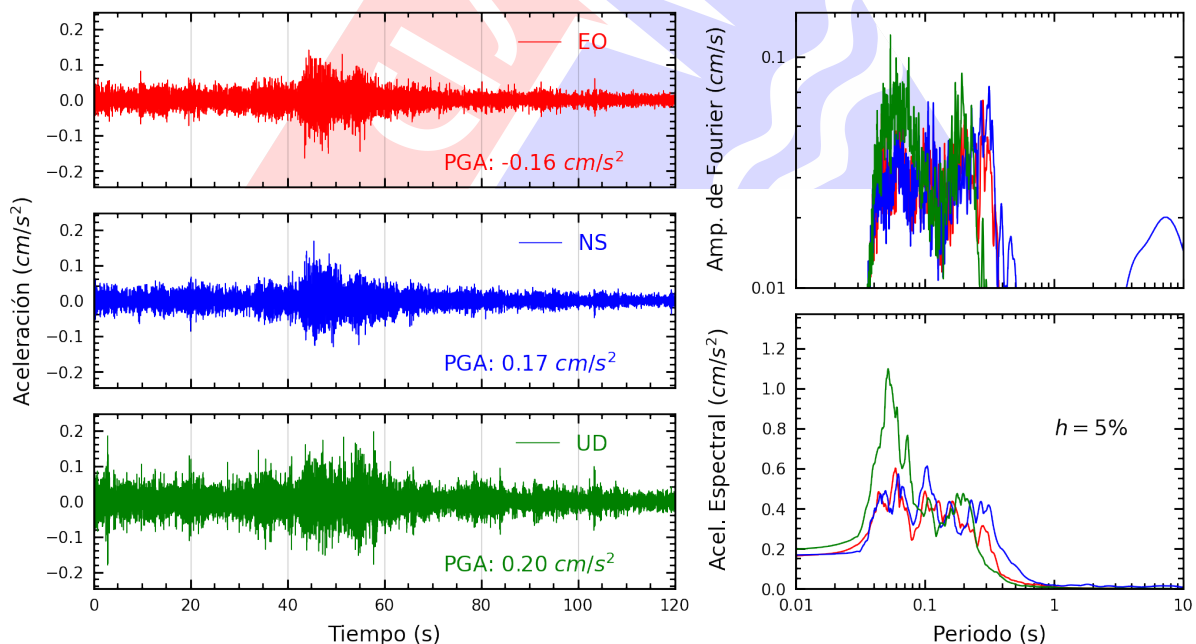 0.2
0.1
0.0
−0.1
−0.2
EO
PGA: -0.16 cm/s²
0.2
0.1
0.0
−0.1
−0.2
NS
PGA: 0.17 cm/s²
0.2
0.1
0.0
−0.1
−0.2
UD
PGA: 0.20 cm/s²
0 20 40 60 80 100 120
Tiempo (s)
Aceleración (cm/s²)
0.1
0.01
Amp. de Fourier (cm/s)
1.2
1.0
0.8
0.6
0.4
0.2
0.0
h = 5%
0.01 0.1 1 10
Periodo (s)
Acel. Espectral (cm/s²)